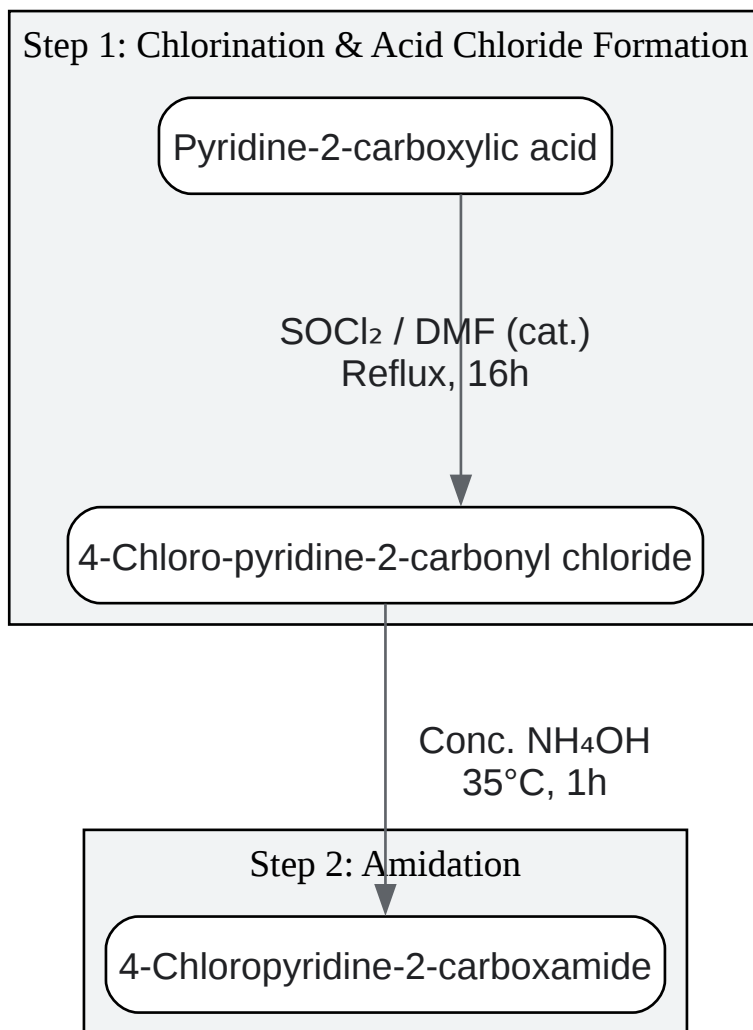 Step 1: Chlorination & Acid Chloride Formation
Pyridine-2-carboxylic acid
SOCl₂ / DMF (cat.)
Reflux, 16h
4-Chloro-pyridine-2-carbonyl chloride
Conc. NH₄OH
35°C, 1h
Step 2: Amidation
4-Chloropyridine-2-carboxamide